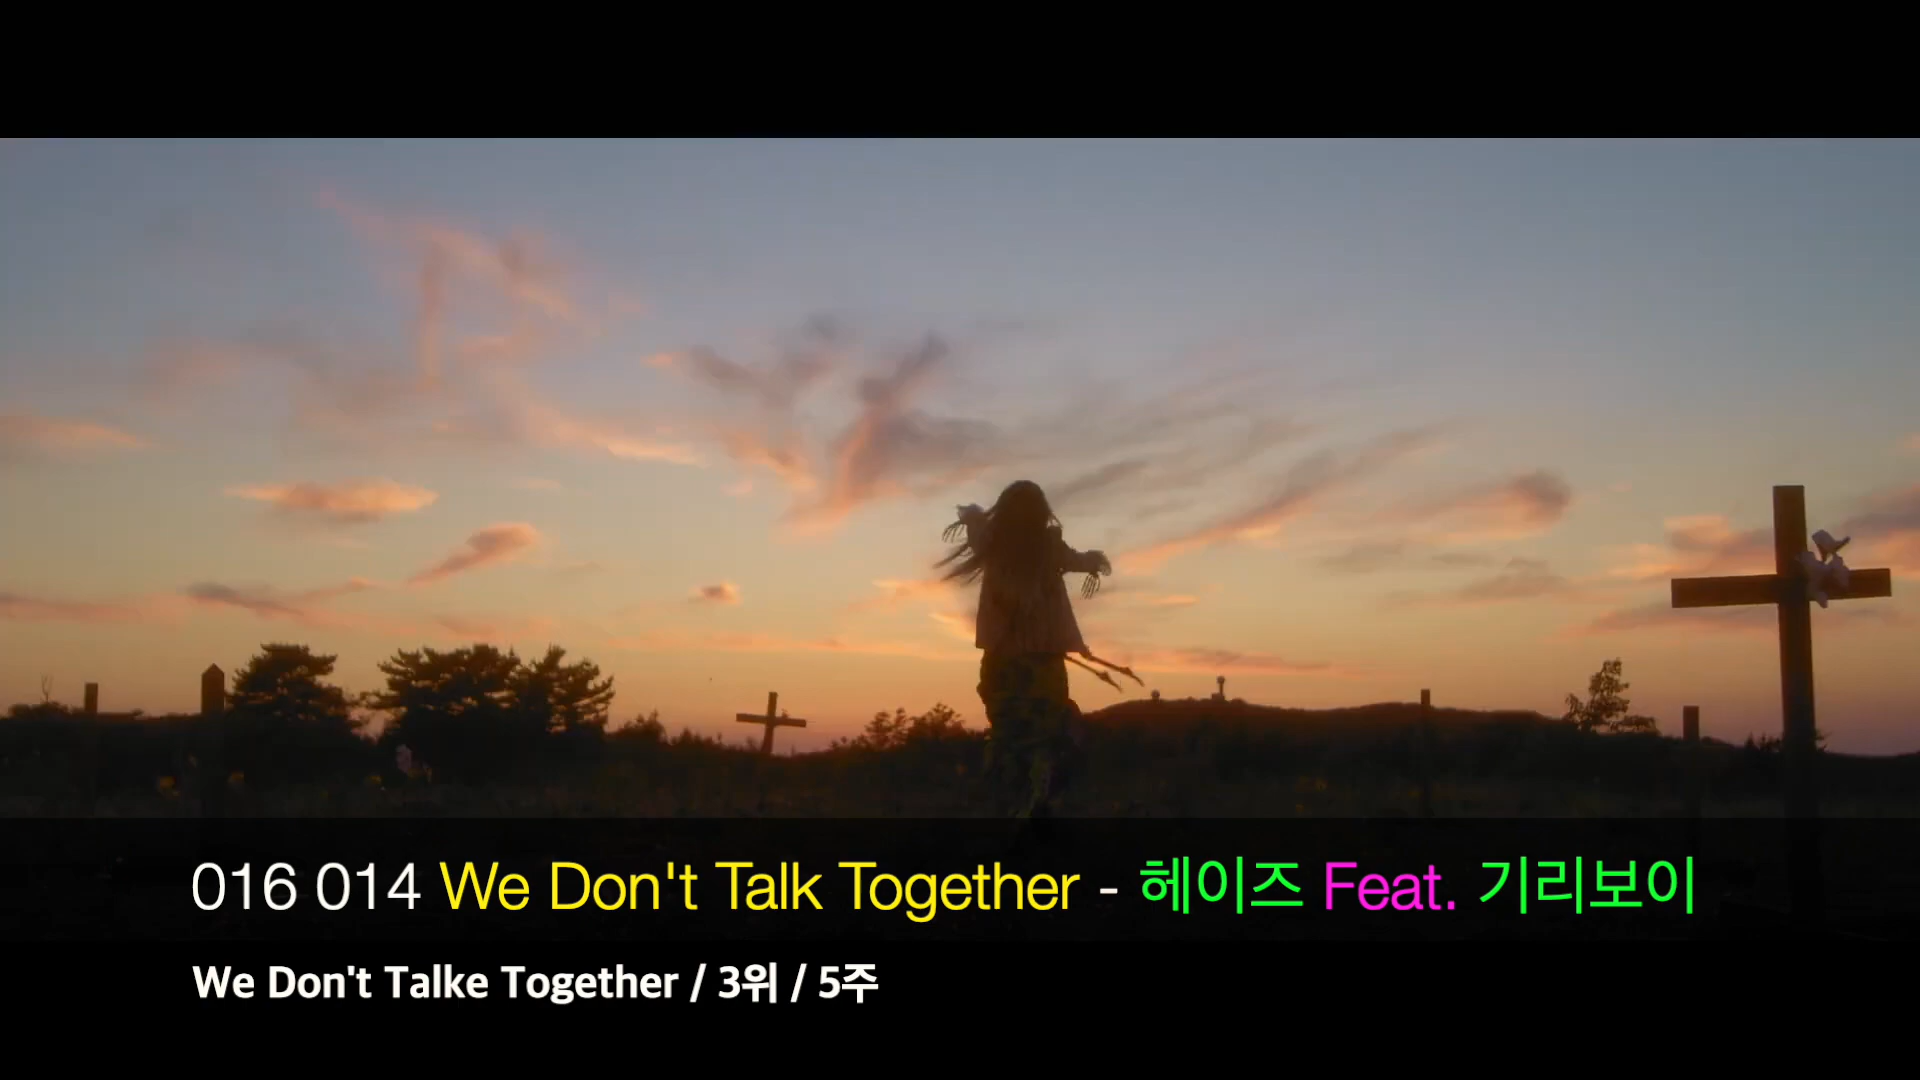 016 014 We Don't Talk Together - 헤이즈 Feat. 기리보이
We Don't Talke Together / 3위 / 5주